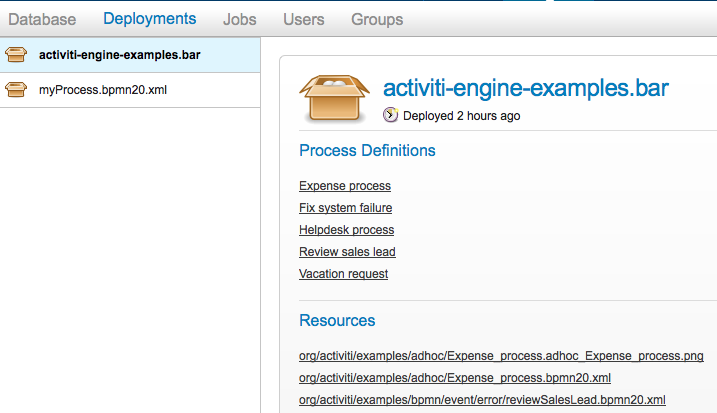 Database Deployments Jobs Users Groups
activiti-engine-examples.bar
myProcess.bpmn20.xml
activiti-engine-examples.bar
Deployed 2 hours ago
Process Definitions
Expense process
Fix system failure
Helpdesk process
Review sales lead
Vacation request
Resources
org/activiti/examples/adhoc/Expense_process.adhoc_Expense_process.png
org/activiti/examples/adhoc/Expense_process.bpmn20.xml
org/activiti/examples/bpmn/event/error/reviewSalesLead.bpmn20.xml